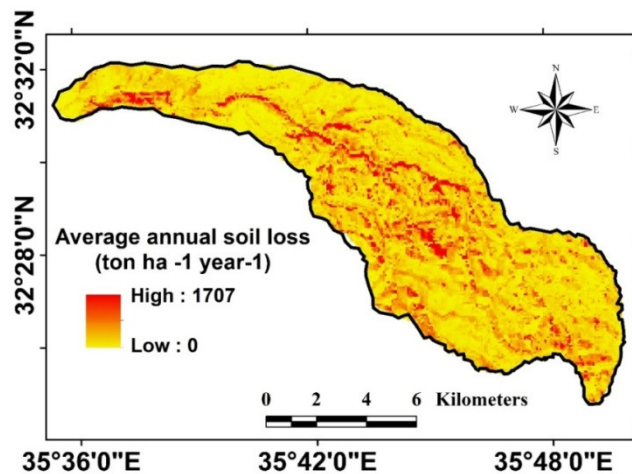 32°32'0"N
N
W
E
S
32°28'0"N
Average annual soil loss
(ton ha -1 year-1)
High : 1707
Low : 0
0 2 4 6 Kilometers
35°36'0"E 35°42'0"E 35°48'0"E